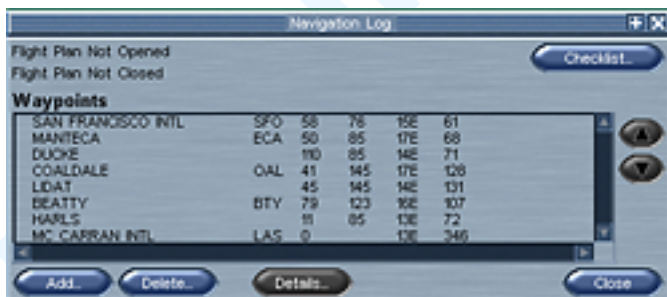 Navigation Log
Flight Plan Not Opened
Checklist...
Flight Plan Not Closed
Waypoints
SAN FRANCISCO INTL SFO 58 76 15E 61
MANTECA ECA 50 85 17E 68
DUCKE 110 85 14E 71
COALDALE OAL 41 145 17E 128
LIDAT 45 145 14E 131
BEATTY BTY 79 123 16E 107
HARLS 11 85 13E 72
MC CARRAN INTL LAS 0 13E 346
Add... Delete... Details... Close